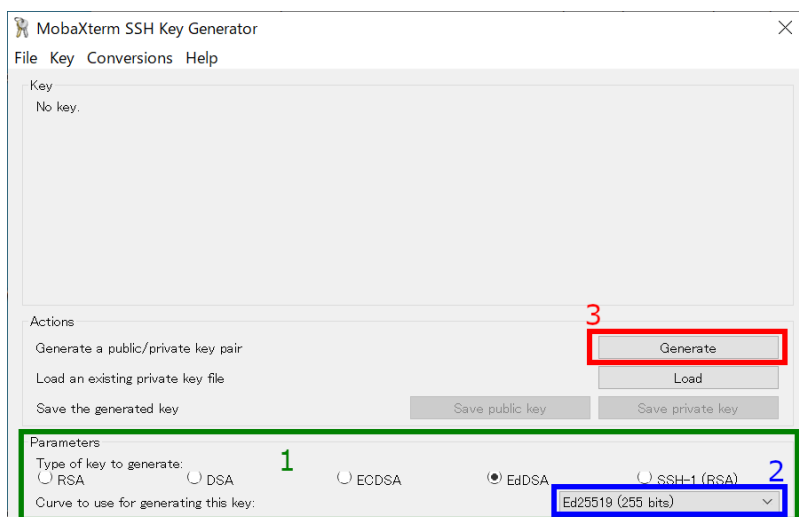 MobaXterm SSH Key Generator
File Key Conversions Help
Key
No key.
Actions
3
Generate a public/private key pair Generate
Load an existing private key file Load
Save the generated key Save public key Save private key
Parameters
Type of key to generate: 1
RSA DSA ECDSA EdDSA SSH-1 (RSA) 2
Curve to use for generating this key: Ed25519 (255 bits)